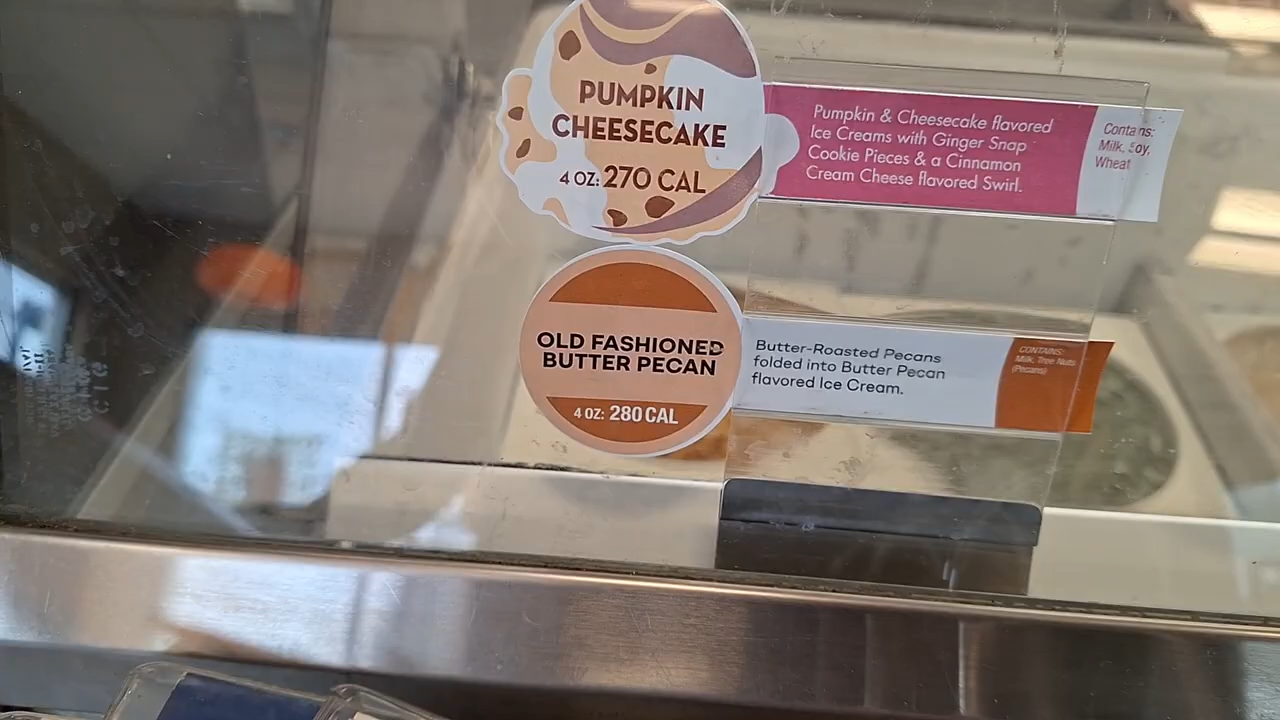 PUMPKIN
CHEESECAKE
4 OZ: 270 CAL
Pumpkin & Cheesecake flavored
Ice Creams with Ginger Snap
Cookie Pieces & a Cinnamon
Cream Cheese flavored Swirl.
Contains:
Milk, Soy,
Wheat
OLD FASHIONED
BUTTER PECAN
4 OZ: 280 CAL
Butter-Roasted Pecans
folded into Butter Pecan
flavored Ice Cream.
CONTAINS:
Milk, Tree Nuts
(Pecans)